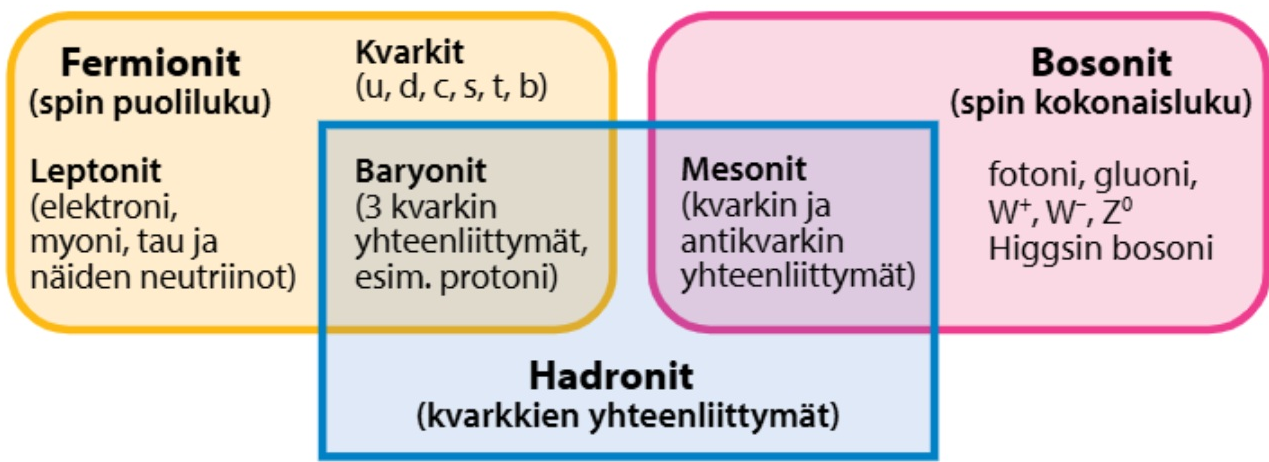 Fermionit
(spin puoliluku)
Kvarkit
(u, d, c, s, t, b)
Leptonit
(elektroni,
myoni, tau ja
näiden neutriinot)
Baryonit
(3 kvarkin
yhteenliittymät,
esim. protoni)
Mesonit
(kvarkin ja
antikvarkin
yhteenliittymät)
Bosonit
(spin kokonaisluku)
fotoni, gluoni,
W⁺, W⁻, Z⁰
Higgsin bosoni
Hadronit
(kvarkkien yhteenliittymät)